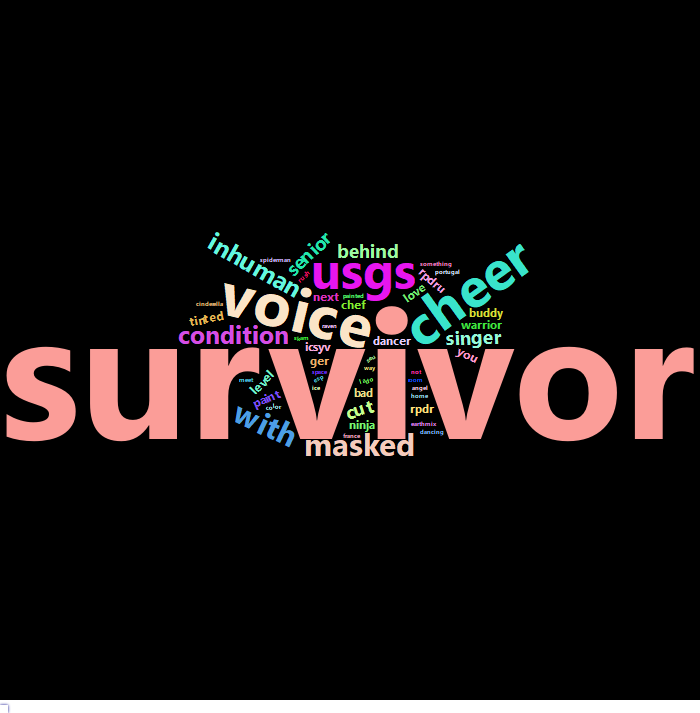 inhuman
senior
spiderman
behind
usgs
cheer
something
portugal
rpdru
love
next
painted
chef
voice
cinderella
tinted
condition
raven
buddy
warrior
singer
you
dancer
icsyv
ger
survivor
way
level
meet
paint
color
space
ice
lego
bad
cut
not
angel
home
rpdr
with
ninja
earthmix
dancing
france
masked